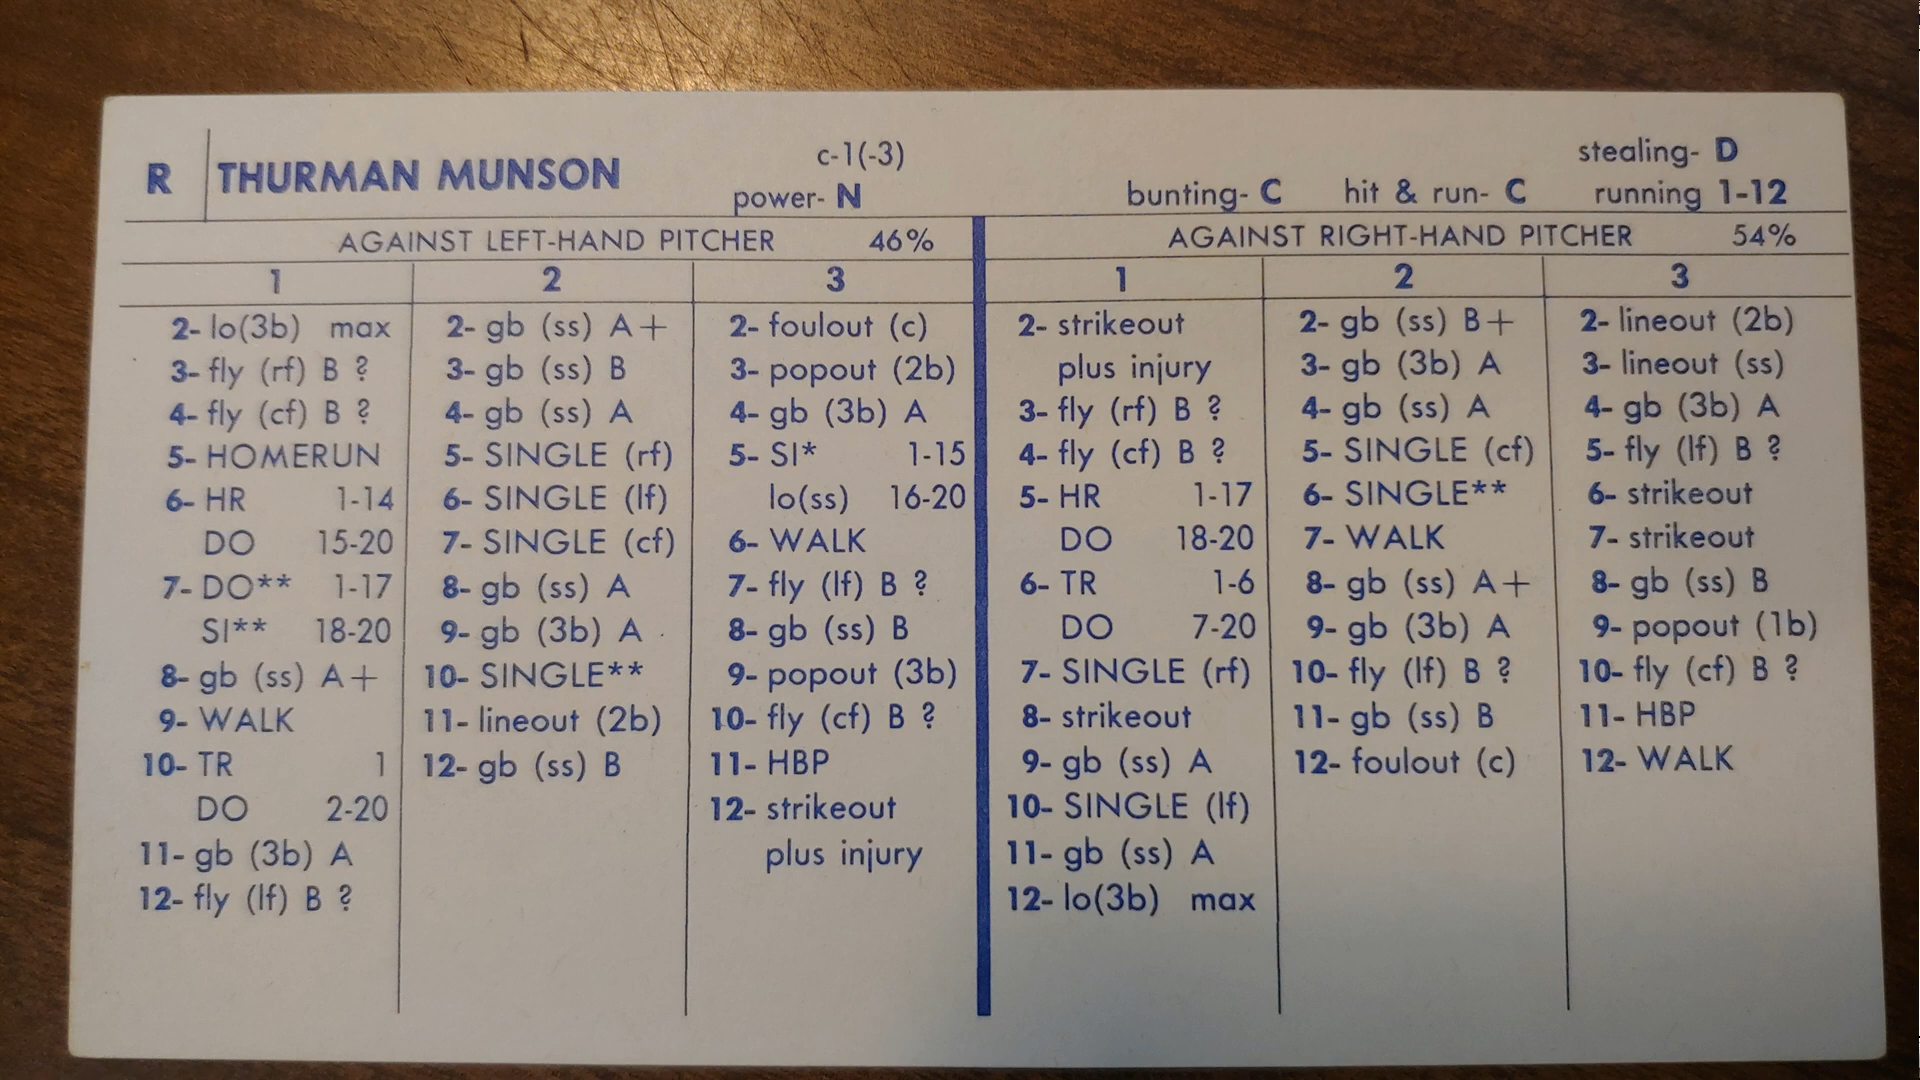 R THURMAN MUNSON c-1(-3) stealing- D
power- N bunting- C hit & run- C running 1-12
AGAINST LEFT-HAND PITCHER 46%
1 2 3
2- lo(3b) max
3- fly (rf) B ?
4- fly (cf) B ?
5- HOMERUN
6- HR 1-14
DO 15-20
7- DO** 1-17
SI** 18-20
8- gb (ss) A+
9- WALK
10- TR 1
DO 2-20
11- gb (3b) A
12- fly (lf) B ?
2- gb (ss) A+
3- gb (ss) B
4- gb (ss) A
5- SINGLE (rf)
6- SINGLE (lf)
7- SINGLE (cf)
8- gb (ss) A
9- gb (3b) A
10- SINGLE**
11- lineout (2b)
12- gb (ss) B
2- foulout (c)
3- popout (2b)
4- gb (3b) A
5- SI* 1-15
lo(ss) 16-20
6- WALK
7- fly (lf) B ?
8- gb (ss) B
9- popout (3b)
10- fly (cf) B ?
11- HBP
12- strikeout
plus injury
AGAINST RIGHT-HAND PITCHER 54%
1 2 3
2- strikeout
plus injury
3- fly (rf) B ?
4- fly (cf) B ?
5- HR 1-17
DO 18-20
6- TR 1-6
DO 7-20
7- SINGLE (rf)
8- strikeout
9- gb (ss) A
10- SINGLE (lf)
11- gb (ss) A
12- lo(3b) max
2- gb (ss) B+
3- gb (3b) A
4- gb (ss) A
5- SINGLE (cf)
6- SINGLE**
7- WALK
8- gb (ss) A+
9- gb (3b) A
10- fly (lf) B ?
11- gb (ss) B
12- foulout (c)
2- lineout (2b)
3- lineout (ss)
4- gb (3b) A
5- fly (lf) B ?
6- strikeout
7- strikeout
8- gb (ss) B
9- popout (1b)
10- fly (cf) B ?
11- HBP
12- WALK